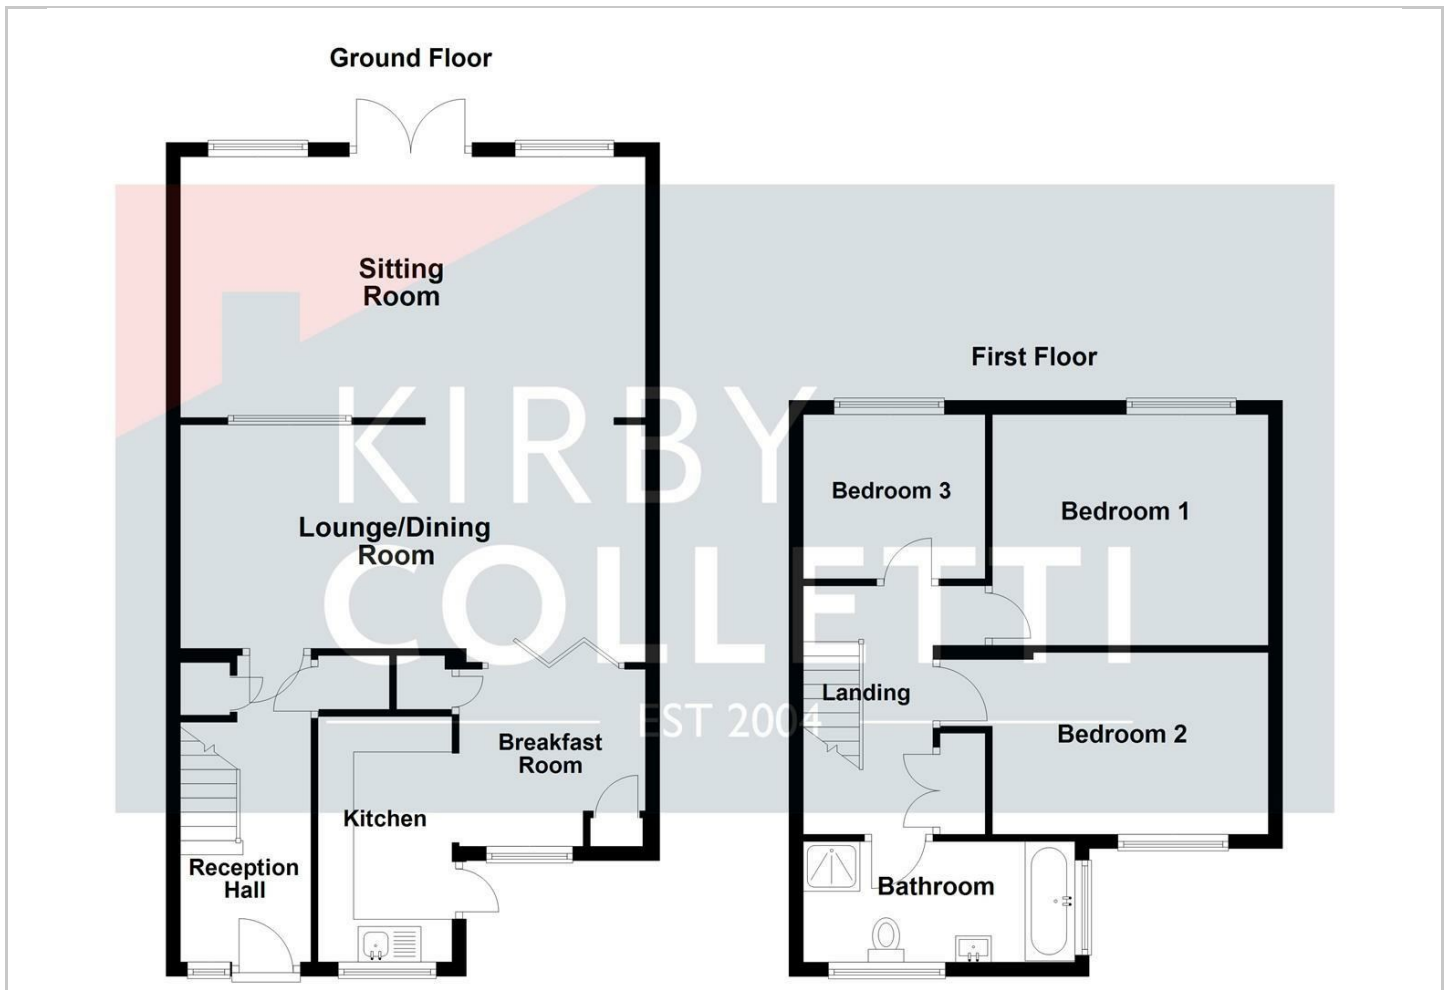 Ground Floor
Sitting
Room
Lounge/Dining
Room
Breakfast
Room
Kitchen
Reception
Hall
First Floor
Bedroom 3
Bedroom 1
Landing
Bedroom 2
Bathroom
KIRBY
COLLETTI
EST 2004